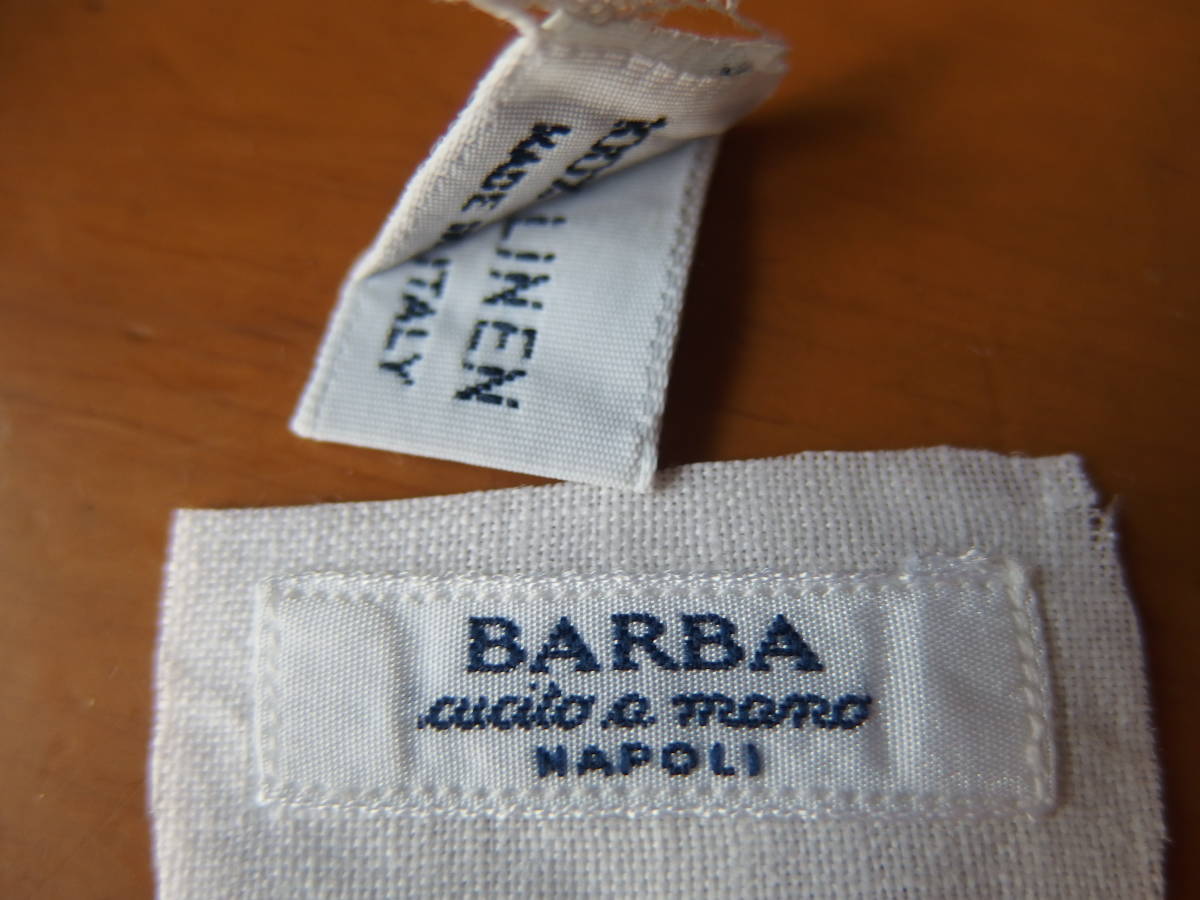 100% LINEN
MADE IN ITALY
BARBA
cucito a mano
NAPOLI